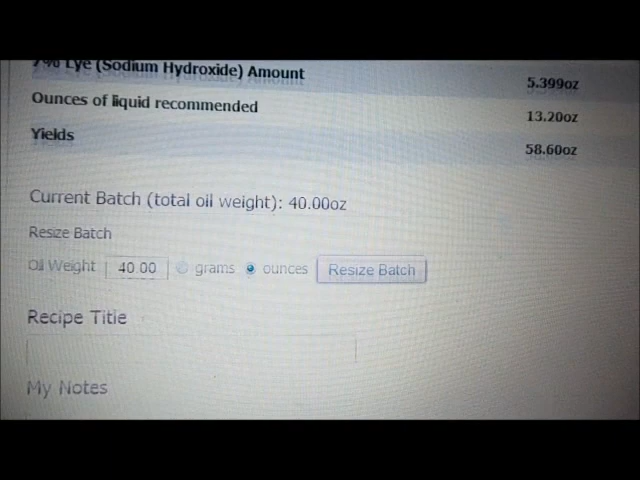 7% Lye (Sodium Hydroxide) Amount 5.399oz
Ounces of liquid recommended 13.20oz
Yields 58.60oz
Current Batch (total oil weight): 40.00oz
Resize Batch
Oil Weight 40.00 grams ounces Resize Batch
Recipe Title
My Notes